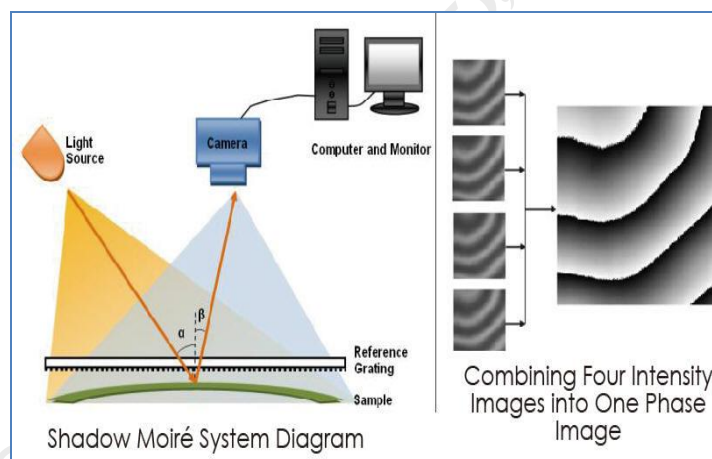 Light
Source
Camera
Computer and Monitor
α
β
Reference
Grating
Sample
Shadow Moiré System Diagram
Combining Four Intensity
Images into One Phase
Image